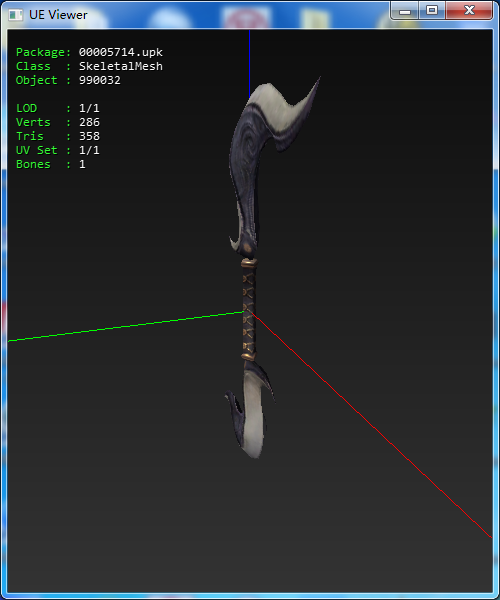 UE Viewer
Package: 00005714.upk
Class : SkeletalMesh
Object : 990032
LOD : 1/1
Verts : 286
Tris : 358
UV Set : 1/1
Bones : 1